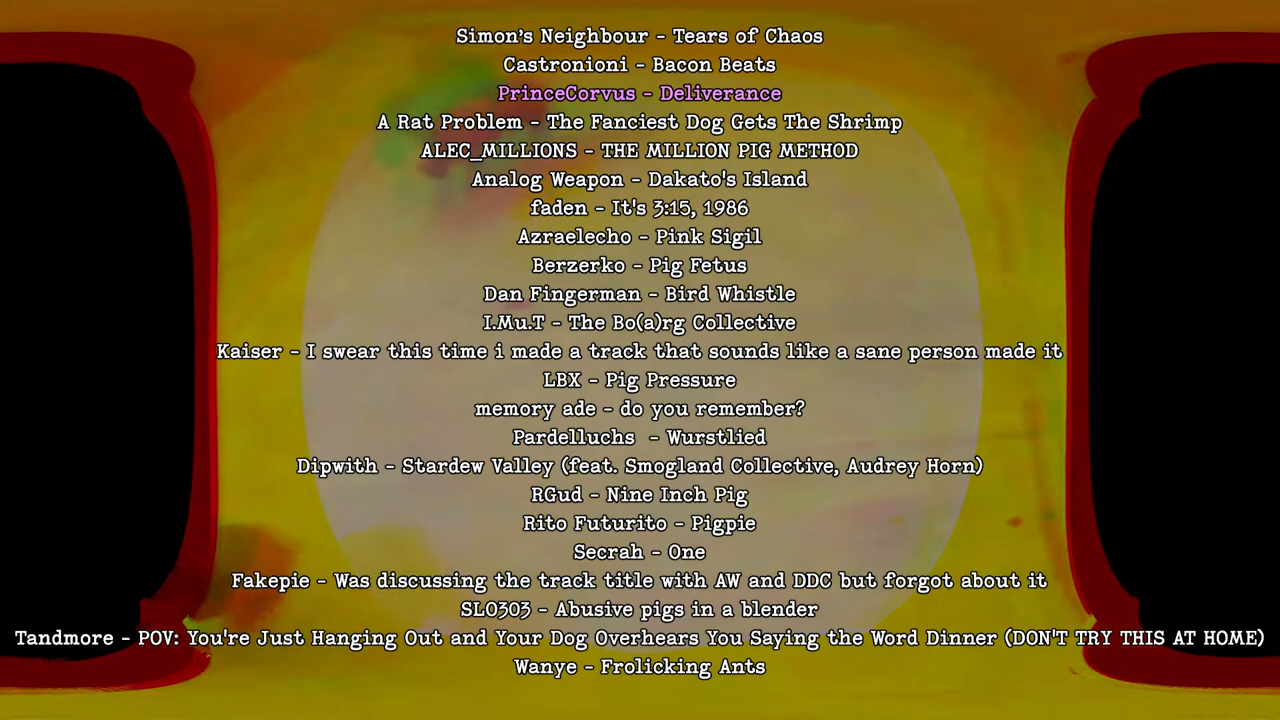 Simon’s Neighbour - Tears of Chaos
Castronioni - Bacon Beats
PrinceCorvus - Deliverance
A Rat Problem - The Fanciest Dog Gets The Shrimp
ALEC_MILLIONS - THE MILLION PIG METHOD
Analog Weapon - Dakato's Island
faden - It's 3:15, 1986
Azraelecho - Pink Sigil
Berzerko - Pig Fetus
Dan Fingerman - Bird Whistle
I.Mu.T - The Bo(a)rg Collective
Kaiser - I swear this time i made a track that sounds like a sane person made it
LBX - Pig Pressure
memory ade - do you remember?
Pardelluchs  - Wurstlied
Dipwith - Stardew Valley (feat. Smogland Collective, Audrey Horn)
RGud - Nine Inch Pig
Rito Futurito - Pigpie
Secrah - One
Fakepie - Was discussing the track title with AW and DDC but forgot about it
SL0303 - Abusive pigs in a blender
Tandmore - POV: You're Just Hanging Out and Your Dog Overhears You Saying the Word Dinner (DON'T TRY THIS AT HOME)
Wanye - Frolicking Ants